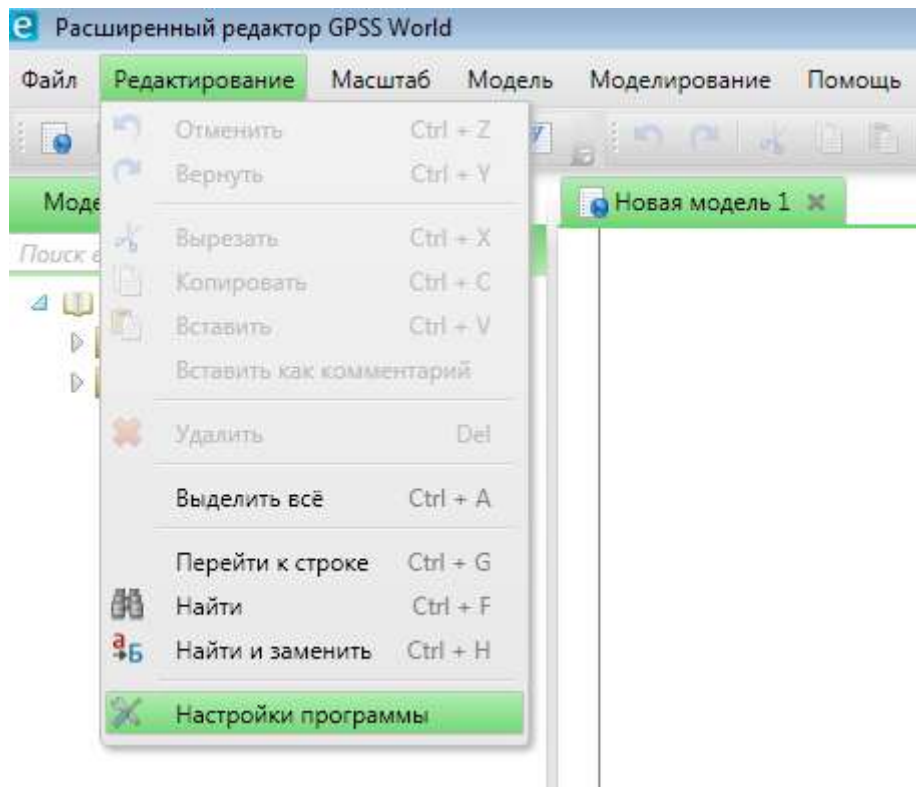 Расширенный редактор GPSS World
Файл Редактирование Масштаб Модель Моделирование Помощь
Отменить Ctrl + Z
Вернуть Ctrl + Y
Новая модель 1
Вырезать Ctrl + X
Поиск
Копировать Ctrl + C
Вставить Ctrl + V
Вставить как комментарий
Удалить Del
Выделить всё Ctrl + A
Перейти к строке Ctrl + G
Найти Ctrl + F
Найти и заменить Ctrl + H
Настройки программы